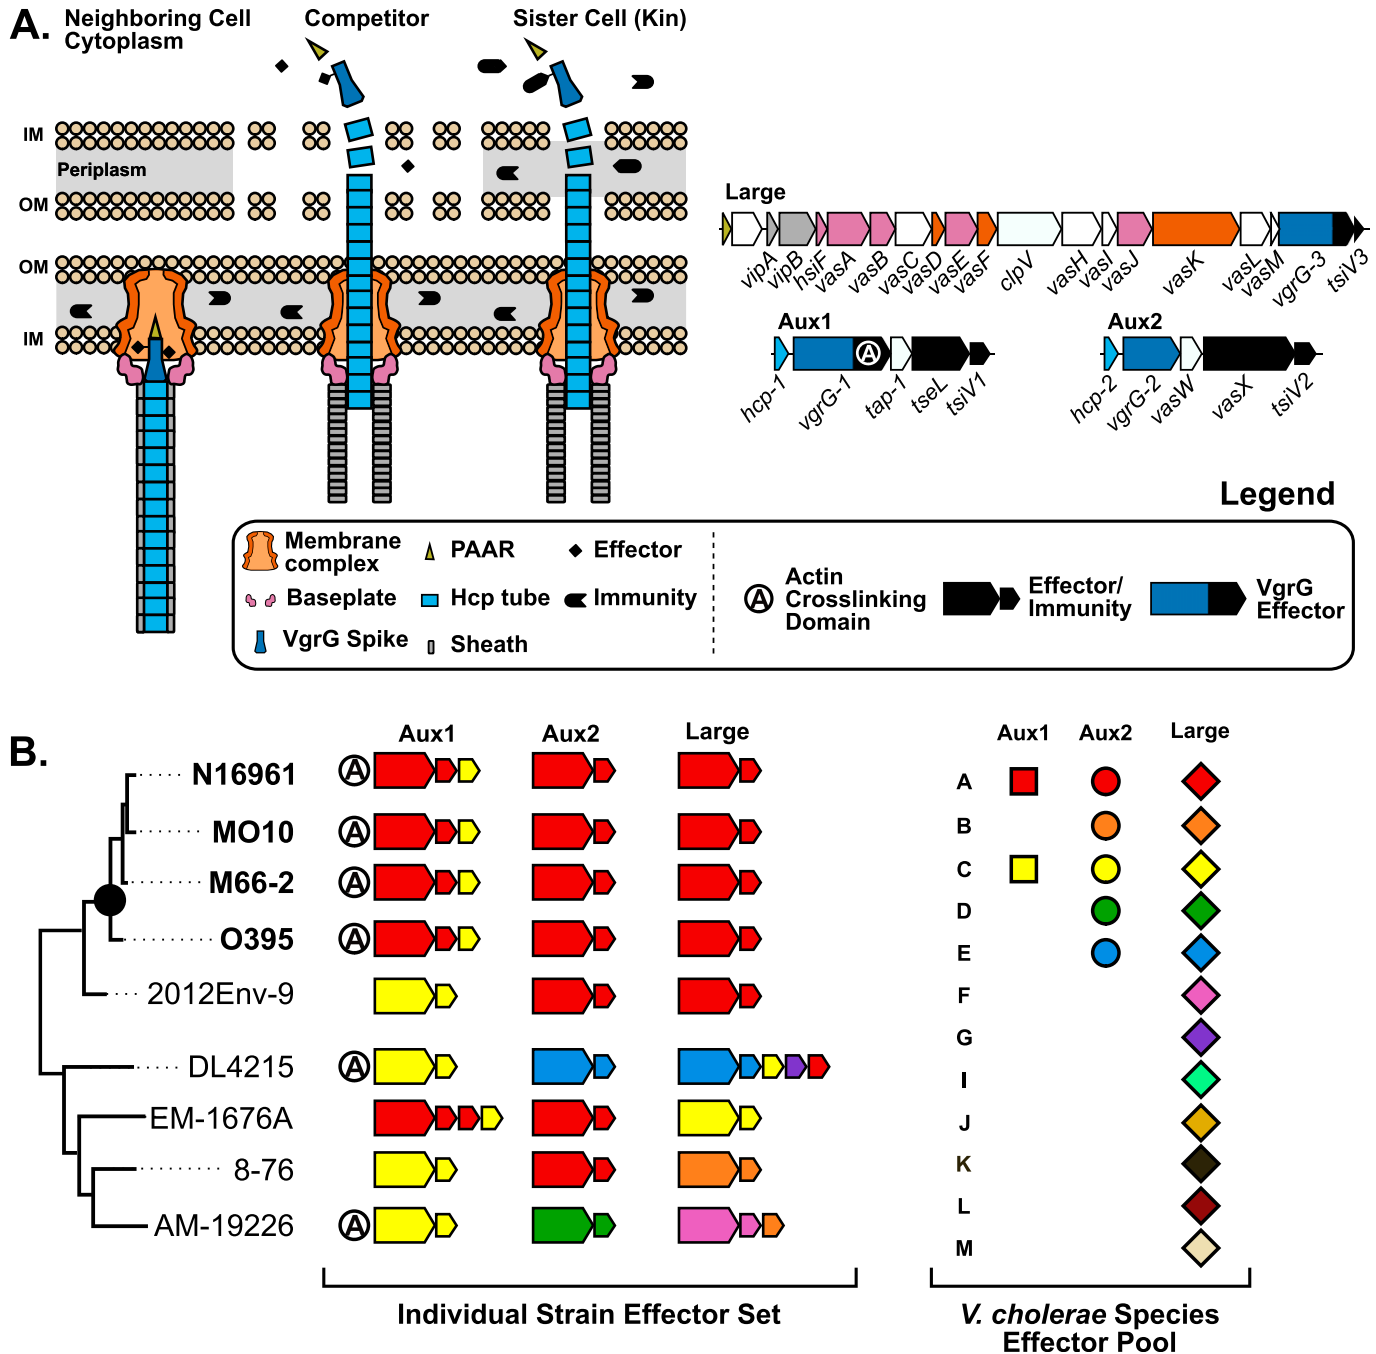 A.
Neighboring Cell
Cytoplasm
Competitor
Sister Cell (Kin)
IM
Periplasm
OM
OM
IM
Large
vipA
vipB
hsiF
vasA
vasB
vasC
vasD
vasE
vasF
clpV
vasH
vasI
vasJ
vasK
vasL
vasM
vgrG-3
tsiV3
Aux1
A
hcp-1
vgrG-1
tap-1
tseL
tsiV1
Aux2
hcp-2
vgrG-2
vasW
vasX
tsiV2
Legend
Membrane
complex
PAAR
Effector
Baseplate
Hcp tube
Immunity
VgrG Spike
Sheath
A
Actin
Crosslinking
Domain
Effector/
Immunity
VgrG
Effector
B.
Aux1
Aux2
Large
N16961
A
MO10
A
M66-2
A
O395
A
2012Env-9
DL4215
A
EM-1676A
8-76
AM-19226
A
Individual Strain Effector Set
Aux1
Aux2
Large
A
B
C
D
E
F
G
I
J
K
L
M
V. cholerae Species
Effector Pool